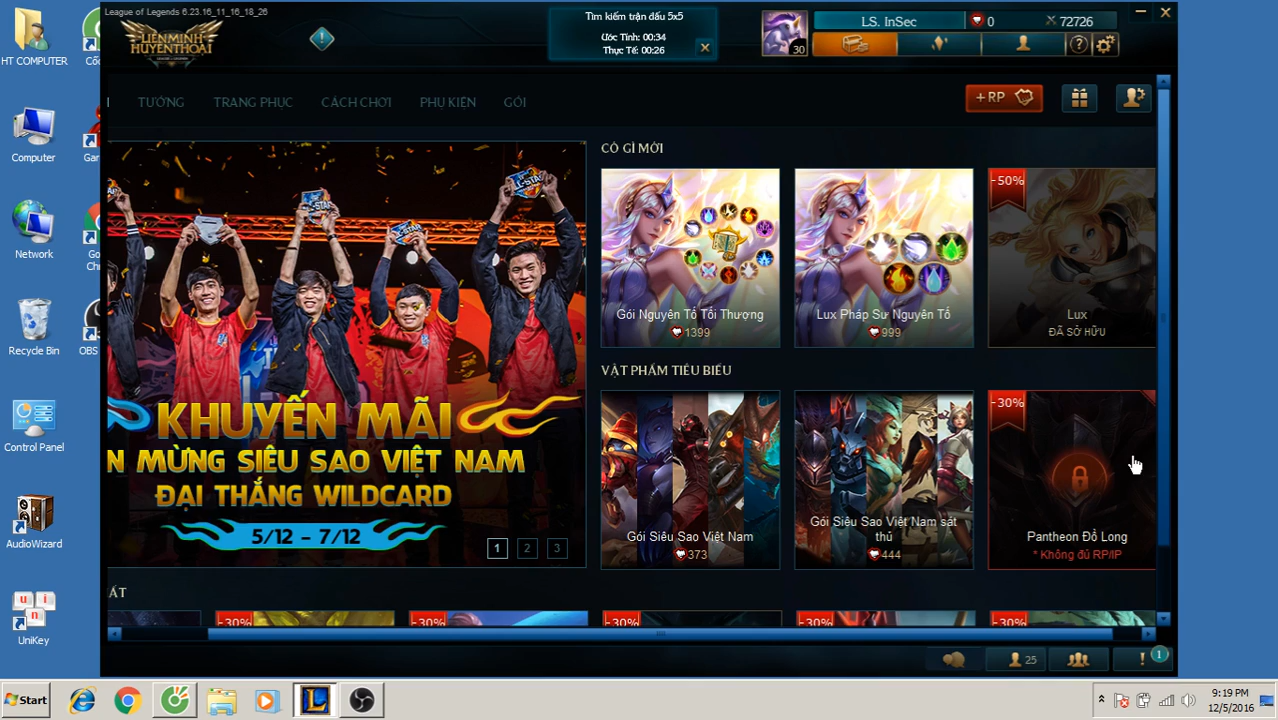 League of Legends 6.23.16_11_16_18_26
LIÊN MINH
HUYỀN THOẠI
Tìm kiếm trận đấu 5x5
Ước Tính: 00:34
Thực Tế: 00:26
30
LS. InSec
0
72726
TƯỚNG
TRANG PHỤC
CÁCH CHƠI
PHỤ KIỆN
GÓI
+RP
KHUYẾN MÃI
N MỪNG SIÊU SAO VIỆT NAM
ĐẠI THẮNG WILDCARD
5/12 - 7/12
1 2 3
CÓ GÌ MỚI
Gói Nguyên Tố Tối Thượng
1399
Lux Pháp Sư Nguyên Tố
999
-50%
Lux
ĐÃ SỞ HỮU
VẬT PHẨM TIÊU BIỂU
Gói Siêu Sao Việt Nam
373
Gói Siêu Sao Việt Nam sát
thủ
444
-30%
Pantheon Đồ Long
* Không đủ RP/IP
ẤT
-30%
-30%
-30%
-30%
-30%
25
1
HT COMPUTER
Computer
Network
Recycle Bin
Control Panel
AudioWizard
UniKey
Cố
Gar
Go
Chr
OBS
Start
9:19 PM
12/5/2016